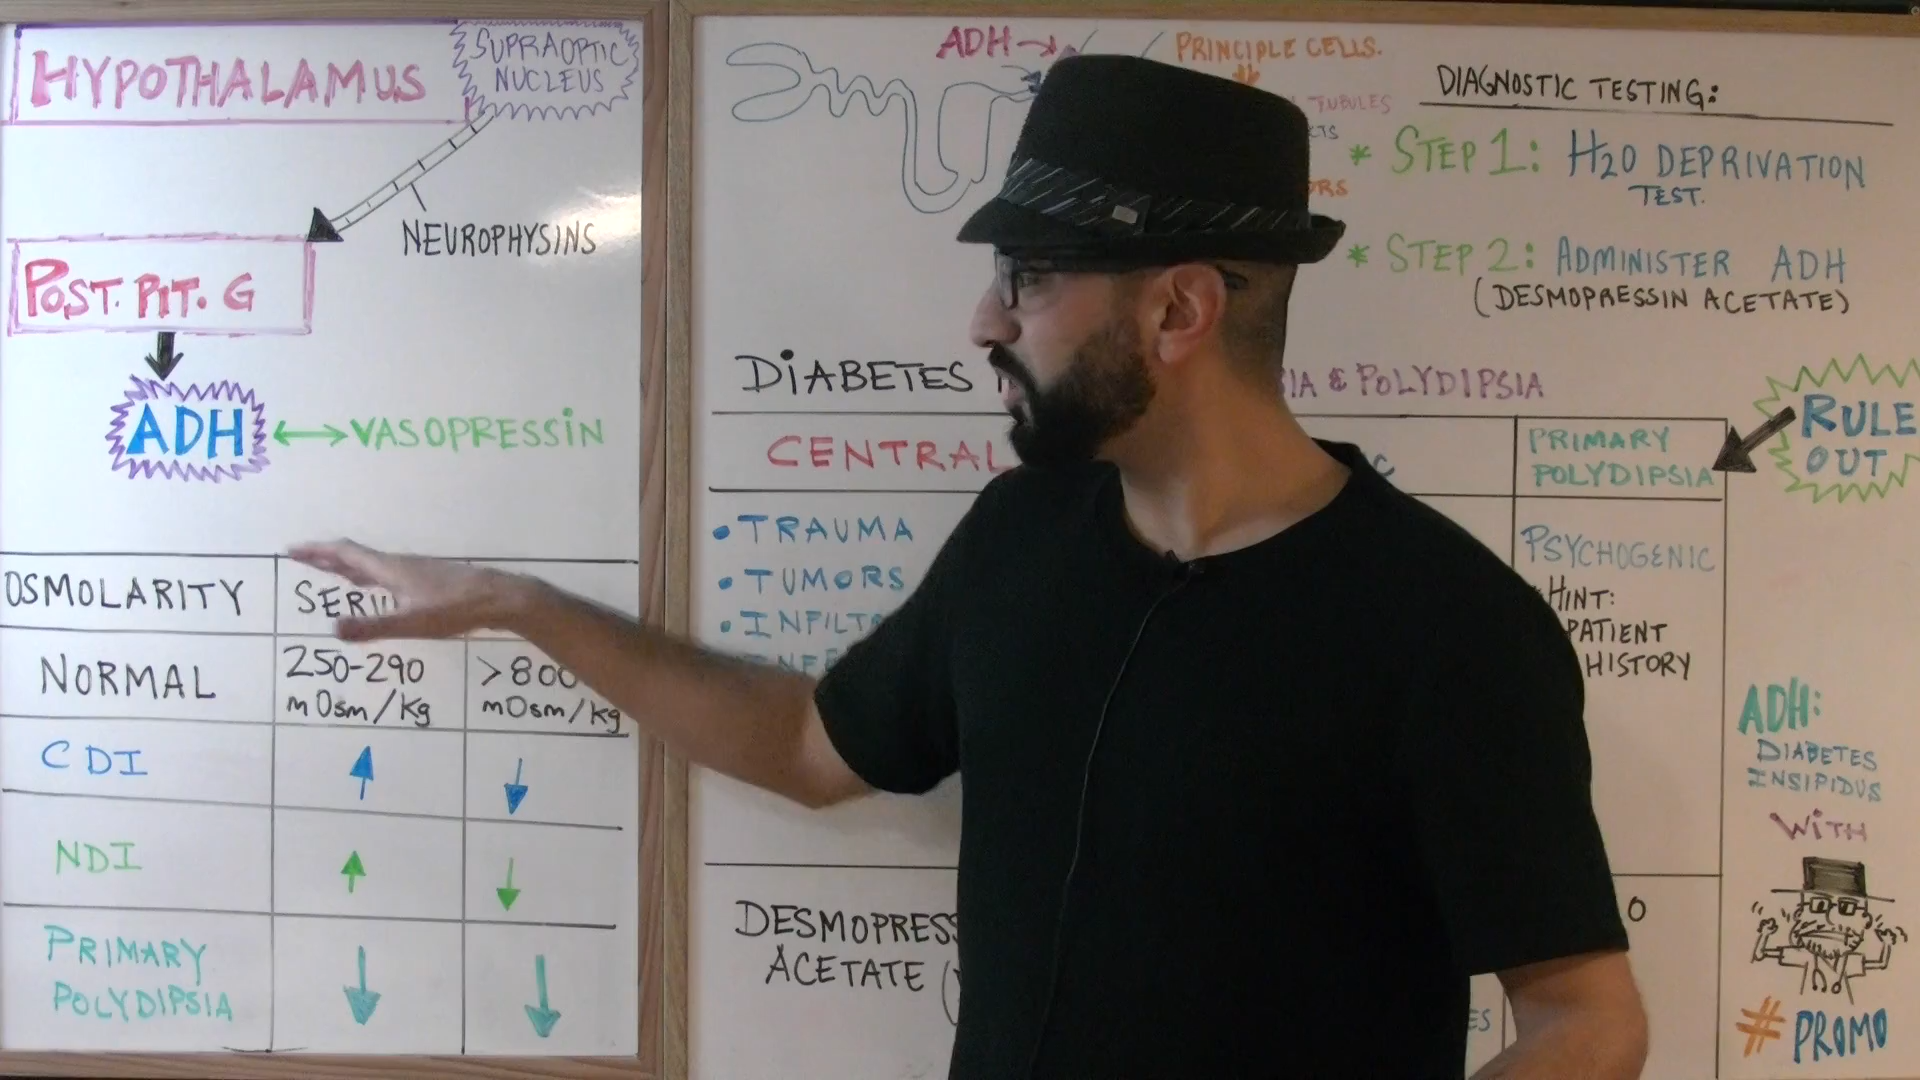 HYPOTHALAMUS
SUPRAOPTIC
NUCLEUS
NEUROPHYSINS
POST. PIT. G
ADH
VASOPRESSIN
OSMOLARITY
NORMAL
250-290
mOsm/kg
>800
mOsm/kg
CDI
NDI
PRIMARY
POLYDIPSIA
ADH
PRINCIPLE CELLS.
TUBULES
DIAGNOSTIC TESTING:
* STEP 1: H2O DEPRIVATION
TEST.
* STEP 2: ADMINISTER ADH
(DESMOPRESSIN ACETATE)
DIABETES
& POLYDIPSIA
CENTRAL
PRIMARY
POLYDIPSIA
RULE
OUT
• TRAUMA
• TUMORS
PSYCHOGENIC
HINT:
PATIENT
HISTORY
ACETATE
ADH:
DIABETES
INSIPIDUS
WITH
# PROMO